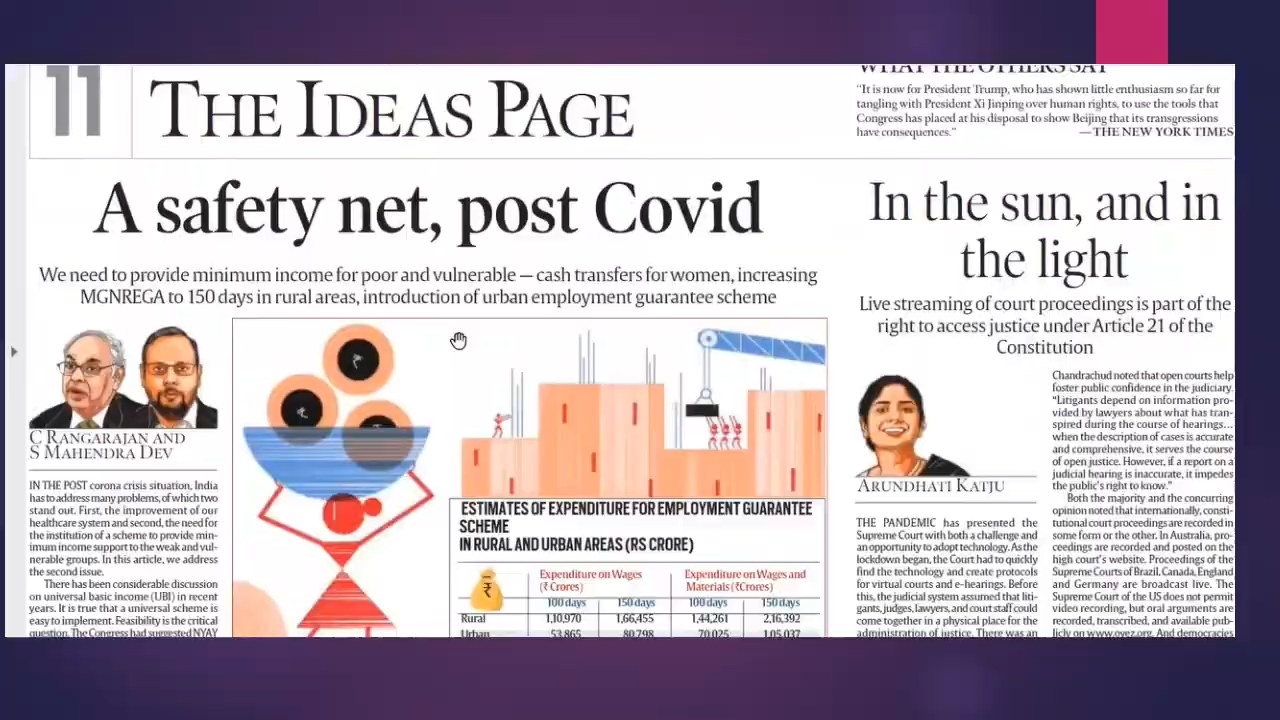 11
THE IDEAS PAGE
WHAT THE OTHERS SAY
“It is now for President Trump, who has shown little enthusiasm so far for
tangling with President Xi Jinping over human rights, to use the tools that
Congress has placed at his disposal to show Beijing that its transgressions
have consequences.” — THE NEW YORK TIMES
A safety net, post Covid
We need to provide minimum income for poor and vulnerable — cash transfers for women, increasing
MGNREGA to 150 days in rural areas, introduction of urban employment guarantee scheme
C RANGARAJAN AND
S MAHENDRA DEV
IN THE POST corona crisis situation, India
has to address many problems, of which two
stand out. First, the improvement of our
healthcare system and second, the need for
the institution of a scheme to provide min-
imum income support to the weak and vul-
nerable groups. In this article, we address
the second issue.
There has been considerable discussion
on universal basic income (UBI) in recent
years. It is true that a universal scheme is
easy to implement. Feasibility is the critical
question. The Congress had suggested NYAY
ESTIMATES OF EXPENDITURE FOR EMPLOYMENT GUARANTEE
SCHEME
IN RURAL AND URBAN AREAS (RS CRORE)
Expenditure on Wages
(₹ Crores)
Expenditure on Wages and
Materials (₹Crores)
100 days 150 days 100 days 150 days
Rural 1,10,970 1,66,455 1,44,261 2,16,392
Urban 53,865 80,798 70,025 1,05,037
In the sun, and in
the light
Live streaming of court proceedings is part of the
right to access justice under Article 21 of the
Constitution
ARUNDHATI KATJU
THE PANDEMIC has presented the
Supreme Court with both a challenge and
an opportunity to adopt technology. As the
lockdown began, the Court had to quickly
find the technology and create protocols
for virtual courts and e-hearings. Before
this, the judicial system assumed that liti-
gants, judges, lawyers, and court staff could
come together in a physical place for the
administration of justice. There was an
Chandrachud noted that open courts help
foster public confidence in the judiciary.
“Litigants depend on information pro-
vided by lawyers about what has tran-
spired during the course of hearings...
when the description of cases is accurate
and comprehensive, it serves the course
of open justice. However, if a report on a
judicial hearing is inaccurate, it impedes
the public's right to know.”
Both the majority and the concurring
opinion noted that internationally, consti-
tutional court proceedings are recorded in
some form or the other. In Australia, pro-
ceedings are recorded and posted on the
high court's website. Proceedings of the
Supreme Courts of Brazil, Canada, England
and Germany are broadcast live. The
Supreme Court of the US does not permit
video recording, but oral arguments are
recorded, transcribed, and available pub-
licly on www.oyez.org. And democracies